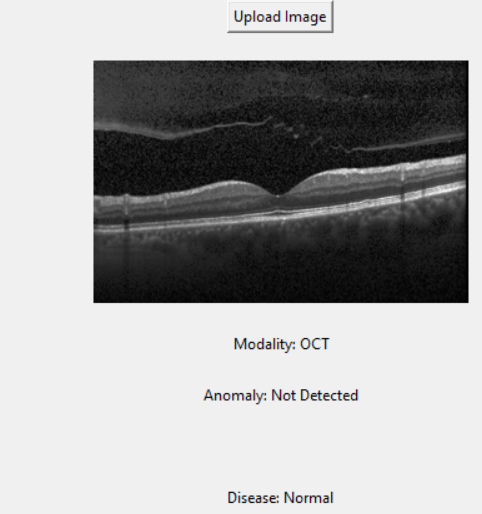 Upload Image
Modality: OCT
Anomaly: Not Detected
Disease: Normal